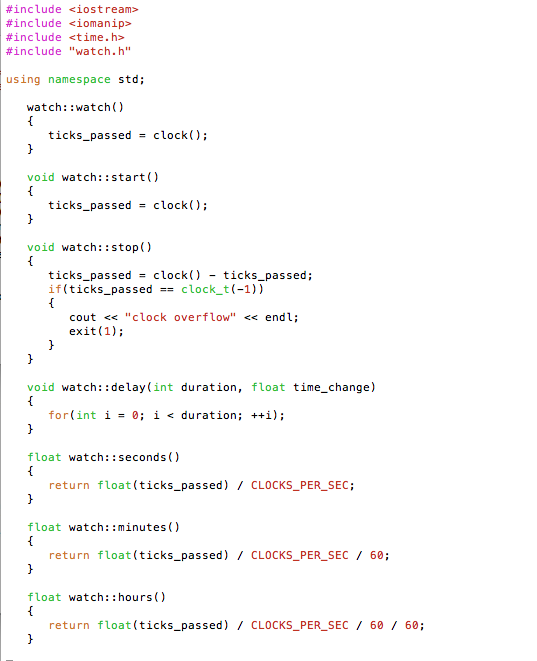 #include <iostream>
#include <iomanip>
#include <time.h>
#include "watch.h"

using namespace std;

   watch::watch()
   {
      ticks_passed = clock();
   }

   void watch::start()
   {
      ticks_passed = clock();
   }

   void watch::stop()
   {
      ticks_passed = clock() - ticks_passed;
      if(ticks_passed == clock_t(-1))
      {
         cout << "clock overflow" << endl;
         exit(1);
      }
   }

   void watch::delay(int duration, float time_change)
   {
      for(int i = 0; i < duration; ++i);
   }

   float watch::seconds()
   {
      return float(ticks_passed) / CLOCKS_PER_SEC;
   }

   float watch::minutes()
   {
      return float(ticks_passed) / CLOCKS_PER_SEC / 60;
   }

   float watch::hours()
   {
      return float(ticks_passed) / CLOCKS_PER_SEC / 60 / 60;
   }